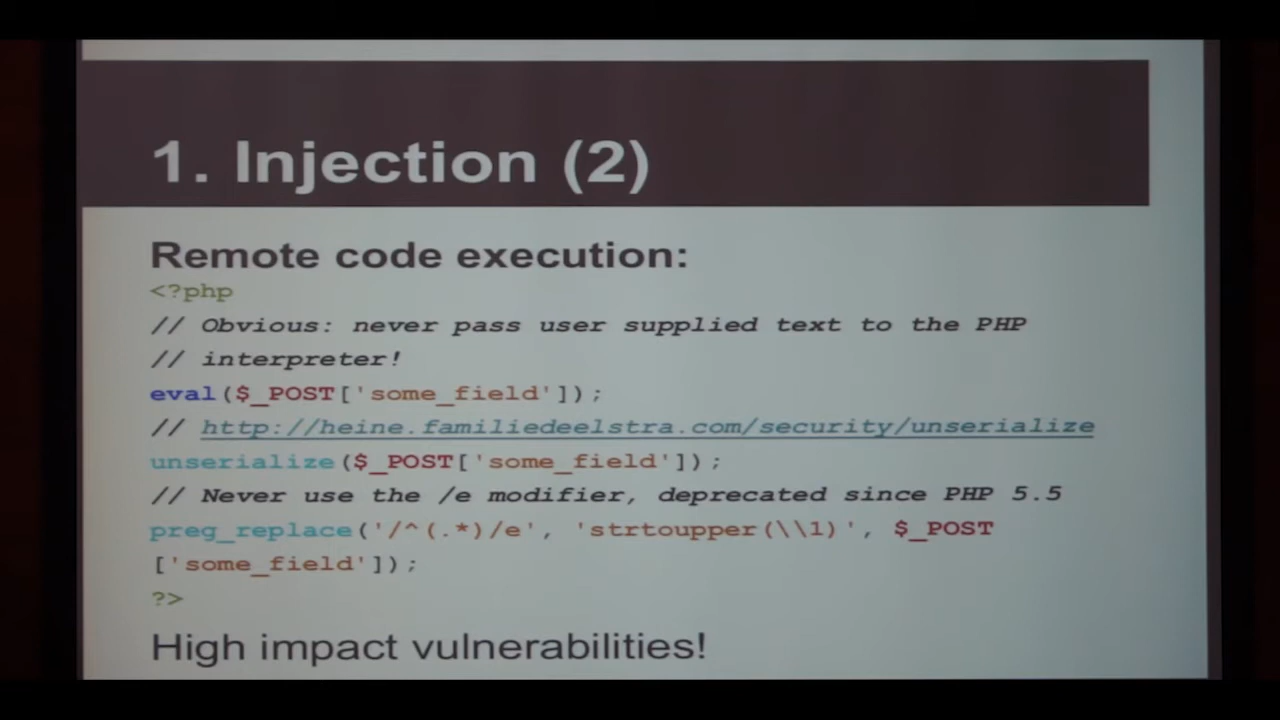 1. Injection (2)
Remote code execution:
<?php
// Obvious: never pass user supplied text to the PHP
// interpreter!
eval($_POST['some_field']);
// http://heine.familiedeelstra.com/security/unserialize
unserialize($_POST['some_field']);
// Never use the /e modifier, deprecated since PHP 5.5
preg_replace('/^(.*)/e', 'strtoupper(\\1)', $_POST
['some_field']);
?>
High impact vulnerabilities!